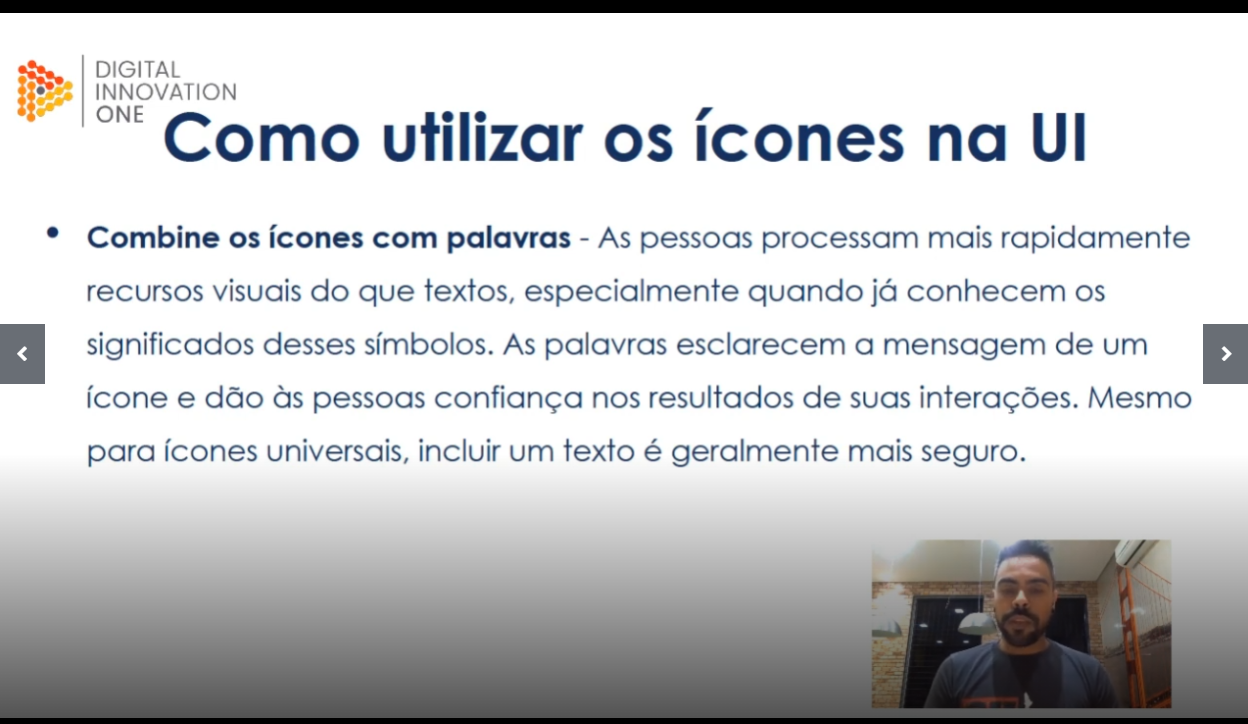 DIGITAL
INNOVATION
ONE
Como utilizar os ícones na UI
• Combine os ícones com palavras - As pessoas processam mais rapidamente
recursos visuais do que textos, especialmente quando já conhecem os
significados desses símbolos. As palavras esclarecem a mensagem de um
ícone e dão às pessoas confiança nos resultados de suas interações. Mesmo
para ícones universais, incluir um texto é geralmente mais seguro.